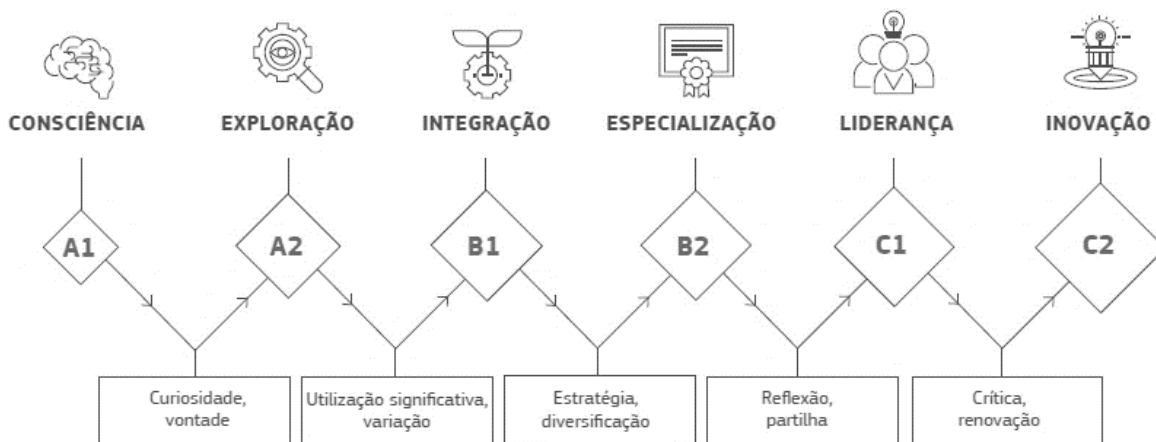 CONSCIÊNCIA
EXPLORAÇÃO
INTEGRAÇÃO
ESPECIALIZAÇÃO
LIDERANÇA
INOVAÇÃO
A1
A2
B1
B2
C1
C2
Curiosidade,
vontade
Utilização significativa,
variação
Estratégia,
diversificação
Reflexão,
partilha
Crítica,
renovação